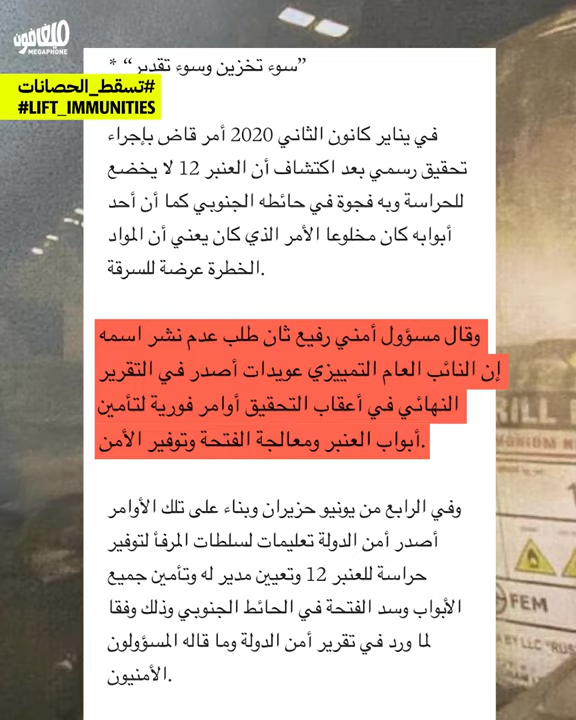 ميغافون
MEGAPHONE
#تسقط_الحصانات
#LIFT_IMMUNITIES
* “سوء تخزين وسوء تقدير”
في يناير كانون الثاني 2020 أمر قاض بإجراء
تحقيق رسمي بعد اكتشاف أن العنبر 12 لا يخضع
للحراسة وبه فجوة في حائطه الجنوبي كما أن أحد
أبوابه كان مخلوعا الأمر الذي كان يعني أن المواد
الخطرة عرضة للسرقة.
وقال مسؤول أمني رفيع ثان طلب عدم نشر اسمه
إن النائب العام التمييزي عويدات أصدر في التقرير
النهائي في أعقاب التحقيق أوامر فورية لتأمين
أبواب العنبر ومعالجة الفتحة وتوفير الأمن.
وفي الرابع من يونيو حزيران وبناء على تلك الأوامر
أصدر أمن الدولة تعليمات لسلطات المرفأ لتوفير
حراسة للعنبر 12 وتعيين مدير له وتأمين جميع
الأبواب وسد الفتحة في الحائط الجنوبي وذلك وفقا
لما ورد في تقرير أمن الدولة وما قاله المسؤولون
الأمنيون.
FEM
BY LLC "RUS